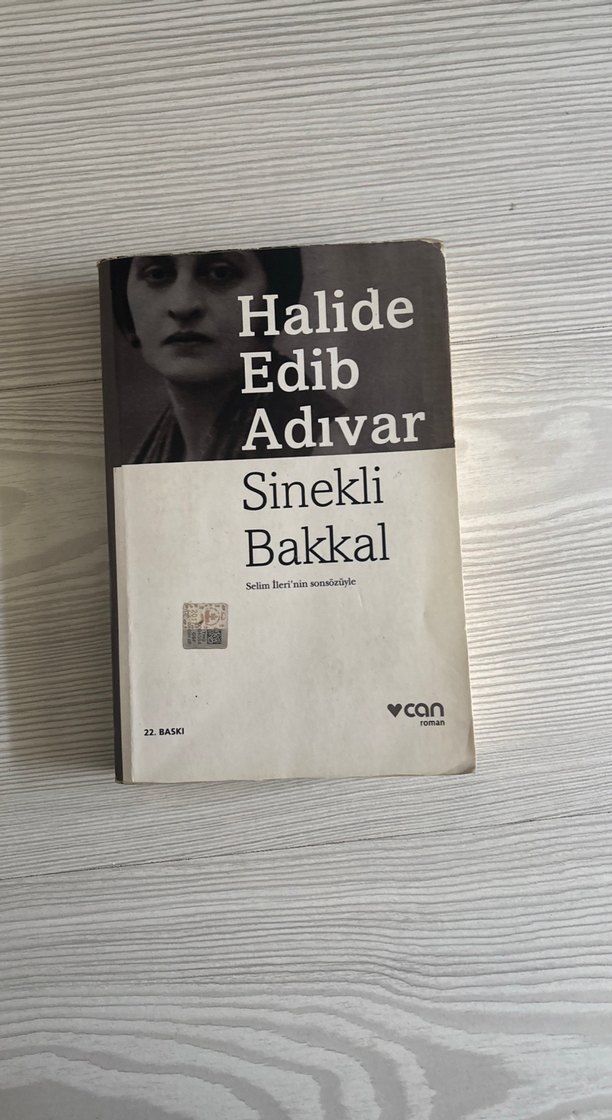 Halide
Edib
Adıvar
Sinekli
Bakkal
Selim İleri'nin sonsözüyle
can
roman
22. BASKI